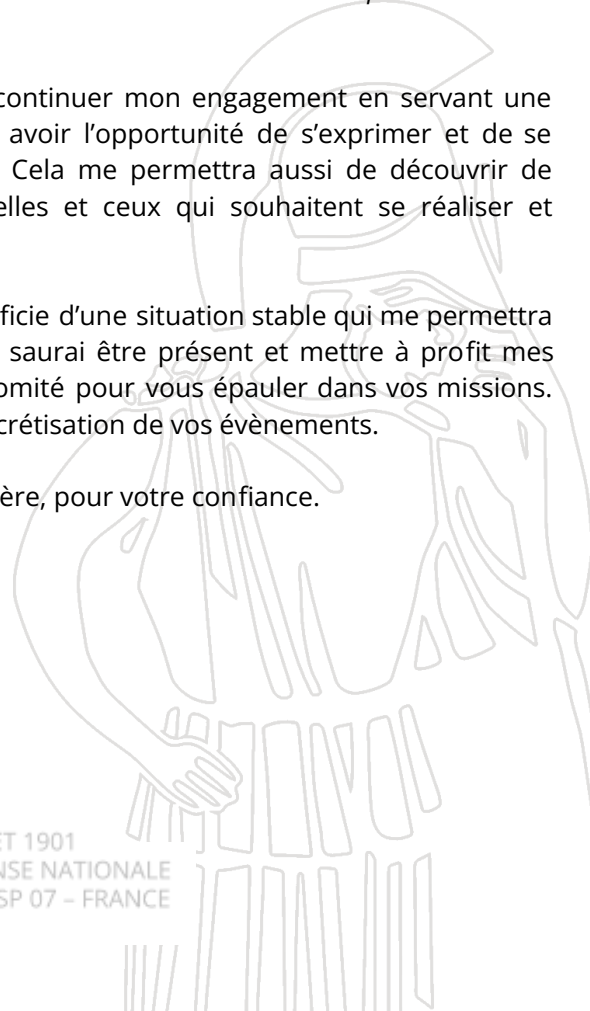 continuer mon engagement en servant une
avoir l’opportunité de s’exprimer et de se
Cela me permettra aussi de découvrir de
elles et ceux qui souhaitent se réaliser et
ficie d’une situation stable qui me permettra
saurai être présent et mettre à profit mes
omité pour vous épauler dans vos missions.
crétisation de vos évènements.
ère, pour votre confiance.
ET 1901
NSE NATIONALE
SP 07 – FRANCE